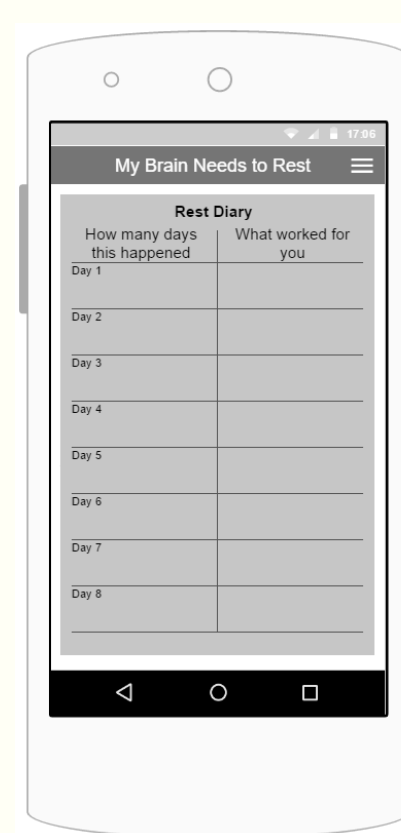 17:06
My Brain Needs to Rest
Rest Diary
How many days
this happened
What worked for
you
Day 1
Day 2
Day 3
Day 4
Day 5
Day 6
Day 7
Day 8